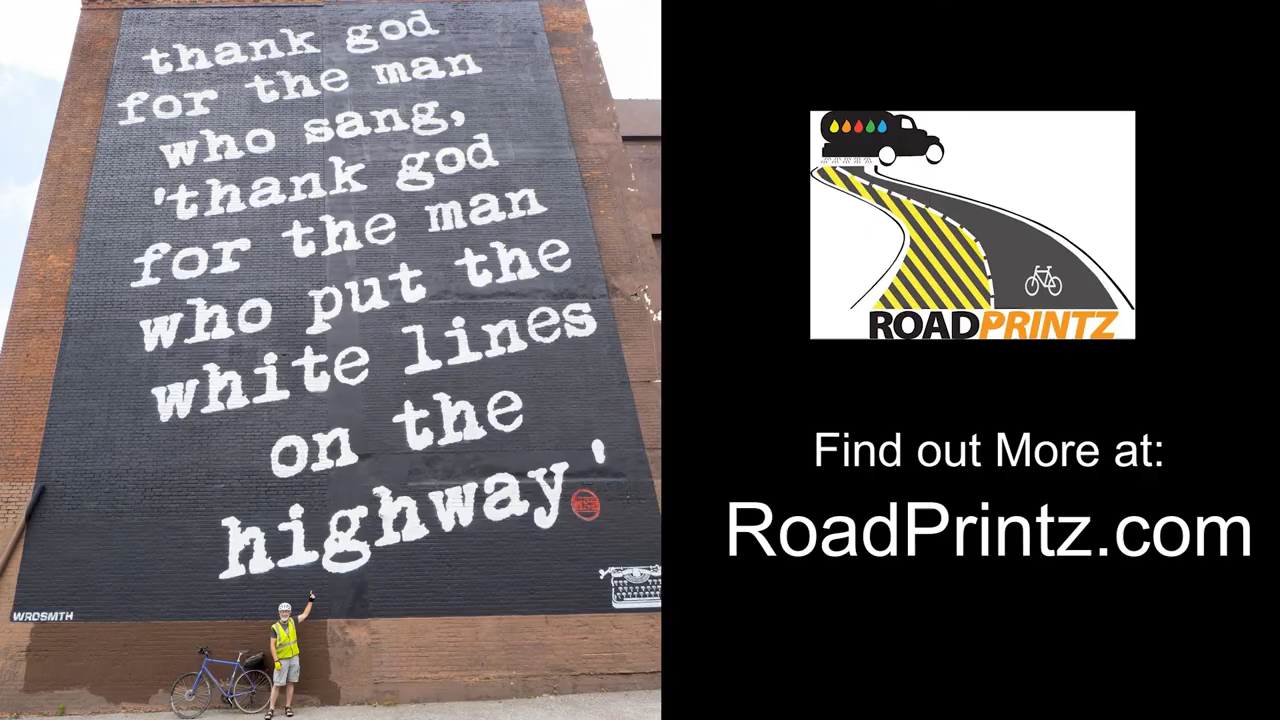 thank god
for the man
who sang,
'thank god
for the man
who put the
white lines
on the
highway.'
WRDSMTH
ROADPRINTZ
Find out More at:
RoadPrintz.com